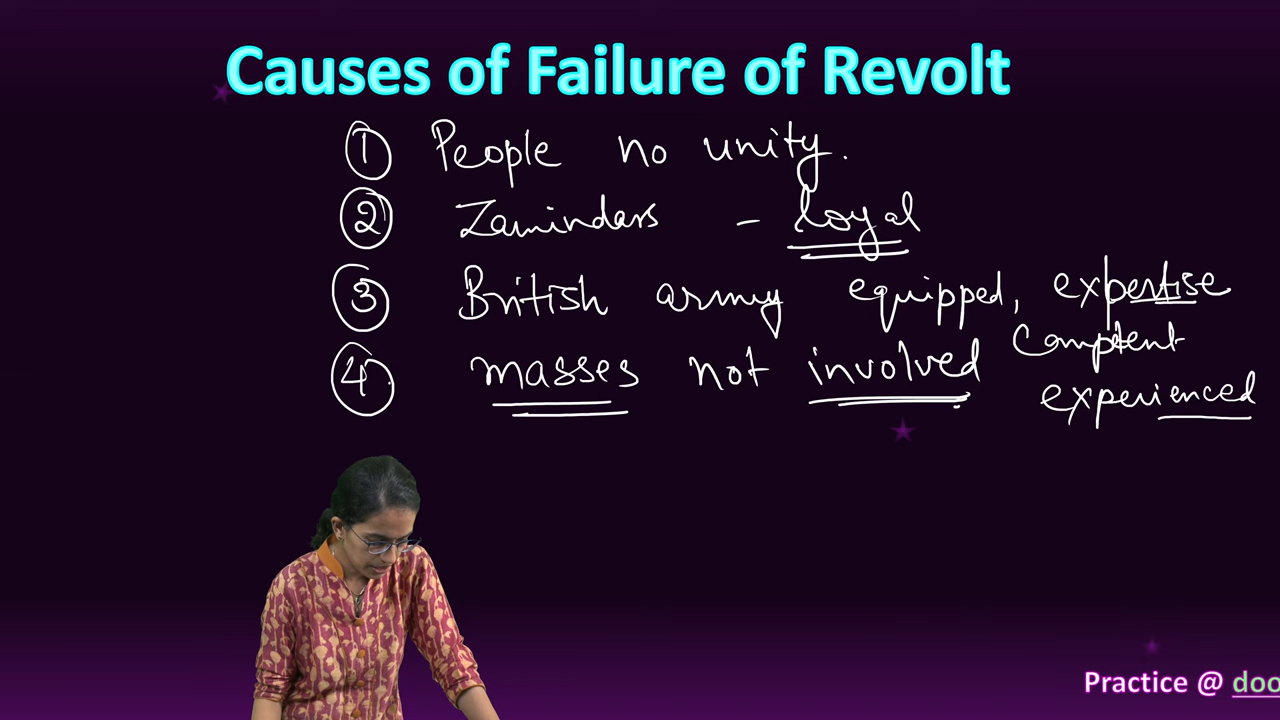 Causes of Failure of Revolt
1 People no unity.
2 Zamindars - loyal
3 British army equipped, expertise
competent
experienced
4 masses not involved
Practice @ doo